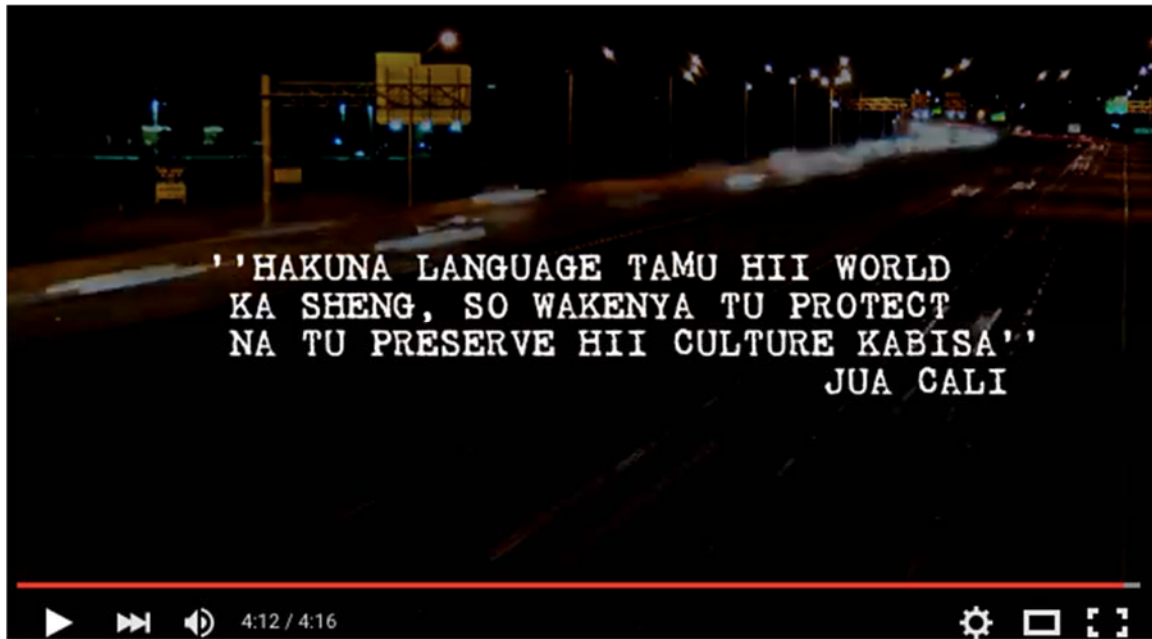 ''HAKUNA LANGUAGE TAMU HII WORLD
KA SHENG, SO WAKENYA TU PROTECT
NA TU PRESERVE HII CULTURE KABISA''
JUA CALI
4:12 / 4:16